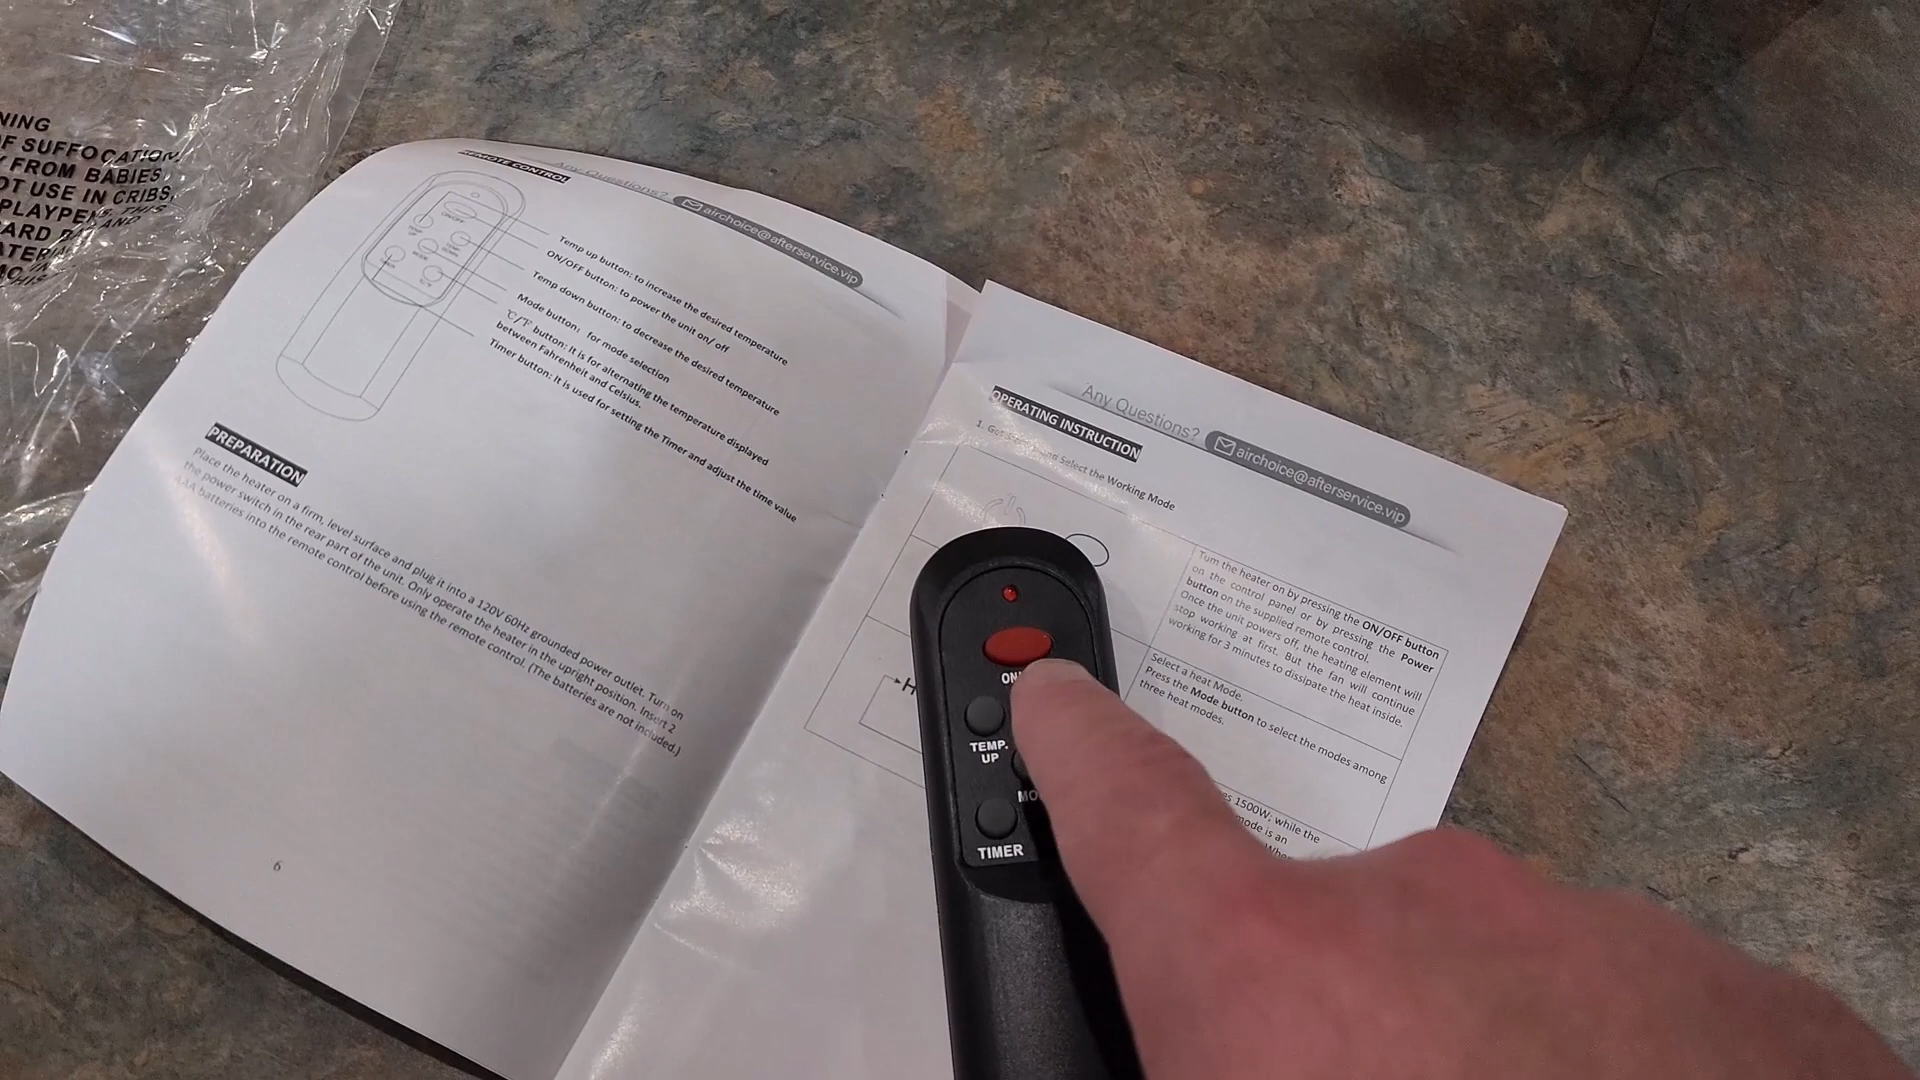 NING
OF SUFFOCATION,
FROM BABIES
OT USE IN CRIBS,
PLAYPENS. THIS
AND
REMOTE CONTROL
Any Questions?
airchoice@afterservice.vip
ON/OFF
Temp up button: to increase the desired temperature
ON/OFF button: to power the unit on/ off
Temp down button: to decrease the desired temperature
Mode button: for mode selection
℃/℉ button: It is for alternating the temperature displayed
between Fahrenheit and Celsius.
Timer button: It is used for setting the Timer and adjust the time value
PREPARATION
Place the heater on a firm, level surface and plug it into a 120V 60Hz grounded power outlet. Turn on
the power switch in the rear part of the unit. Only operate the heater in the upright position. Insert 2
AAA batteries into the remote control before using the remote control. (The batteries are not included.)
6
Any Questions?
airchoice@afterservice.vip
OPERATING INSTRUCTION
1. Select the Working Mode
Turn the heater on by pressing the ON/OFF button
on the control panel or by pressing the Power
button on the supplied remote control.
Once the unit powers off, the heating element will
stop working at first. But the fan will continue
working for 3 minutes to dissipate the heat inside.
Select a heat Mode.
Press the Mode button to select the modes among
three heat modes.
1500W; while the
mode is an
ON
TEMP.
UP
MO
TIMER
H